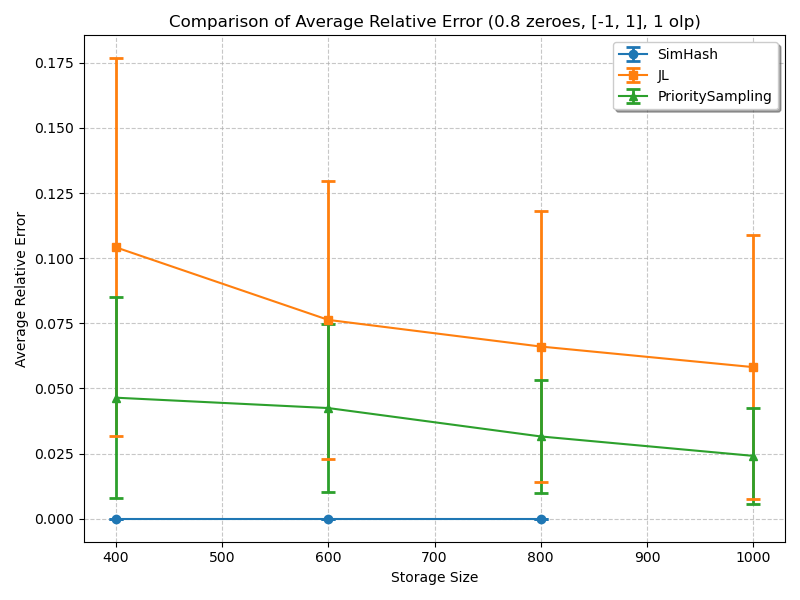 Comparison of Average Relative Error (0.8 zeroes, [-1, 1], 1 olp)
SimHash
JL
PrioritySampling
Average Relative Error
0.175
0.150
0.125
0.100
0.075
0.050
0.025
0.000
400
500
600
700
800
900
1000
Storage Size